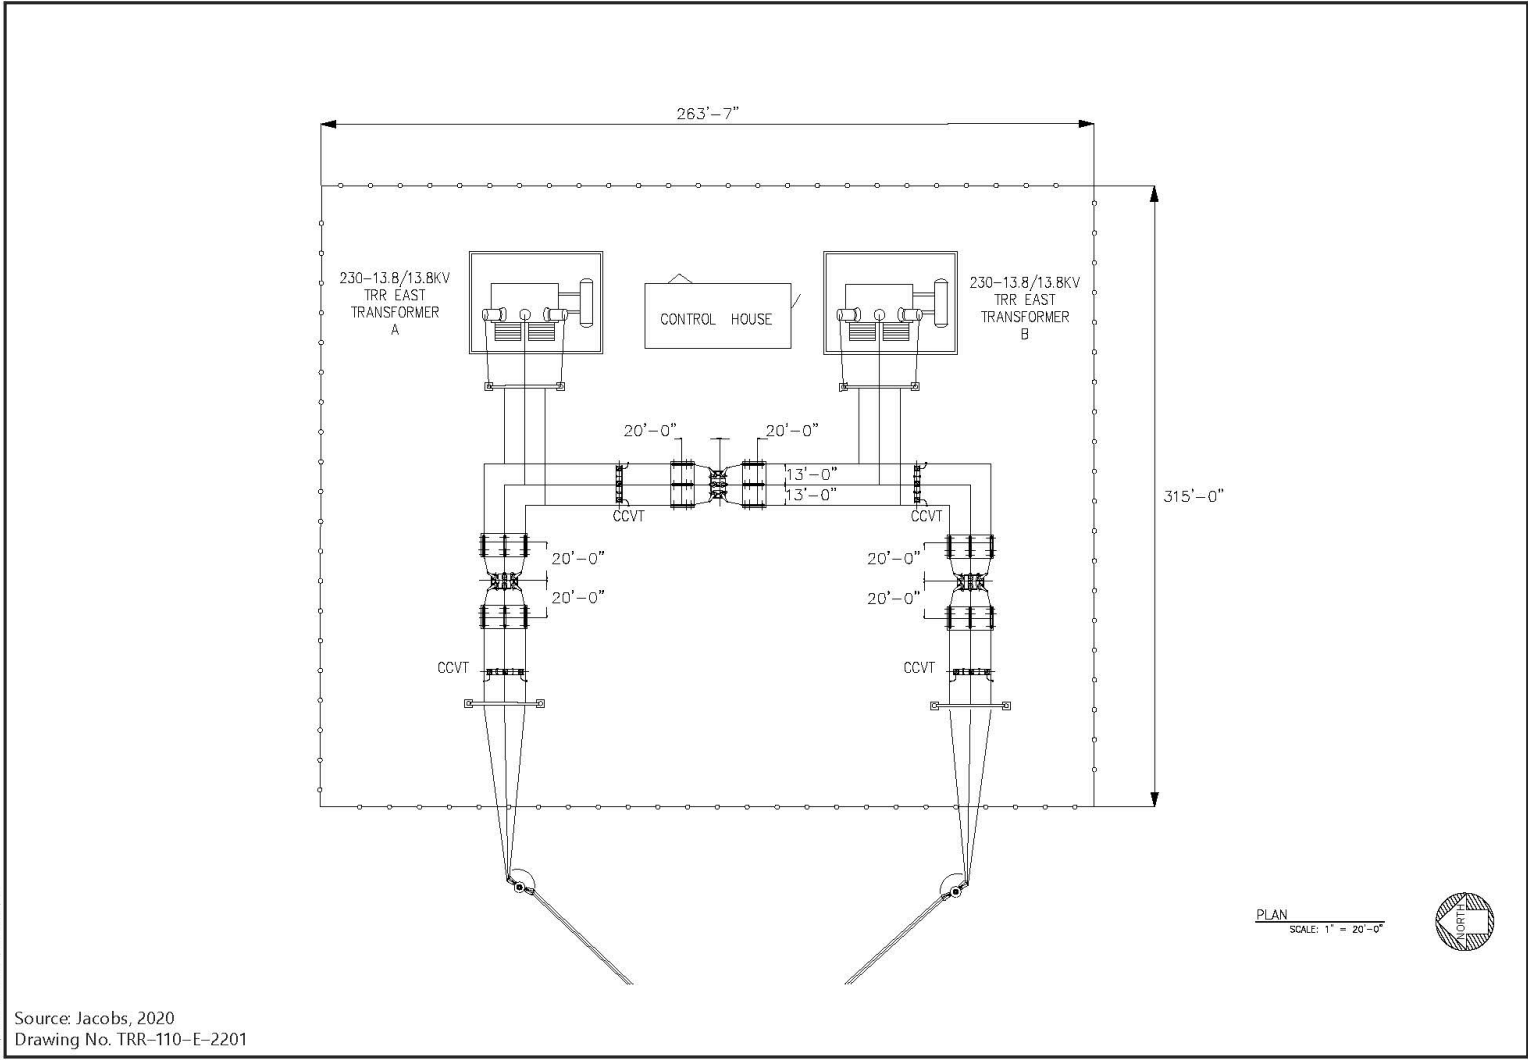 263'-7"
230-13.8/13.8KV
TRR EAST
TRANSFORMER
A
CONTROL HOUSE
230-13.8/13.8KV
TRR EAST
TRANSFORMER
B
20'-0"
20'-0"
13'-0"
13'-0"
315'-0"
CCVT
CCVT
20'-0"
20'-0"
20'-0"
20'-0"
CCVT
CCVT
PLAN
SCALE: 1" = 20'-0"
NORTH
Source: Jacobs, 2020
Drawing No. TRR-110-E-2201